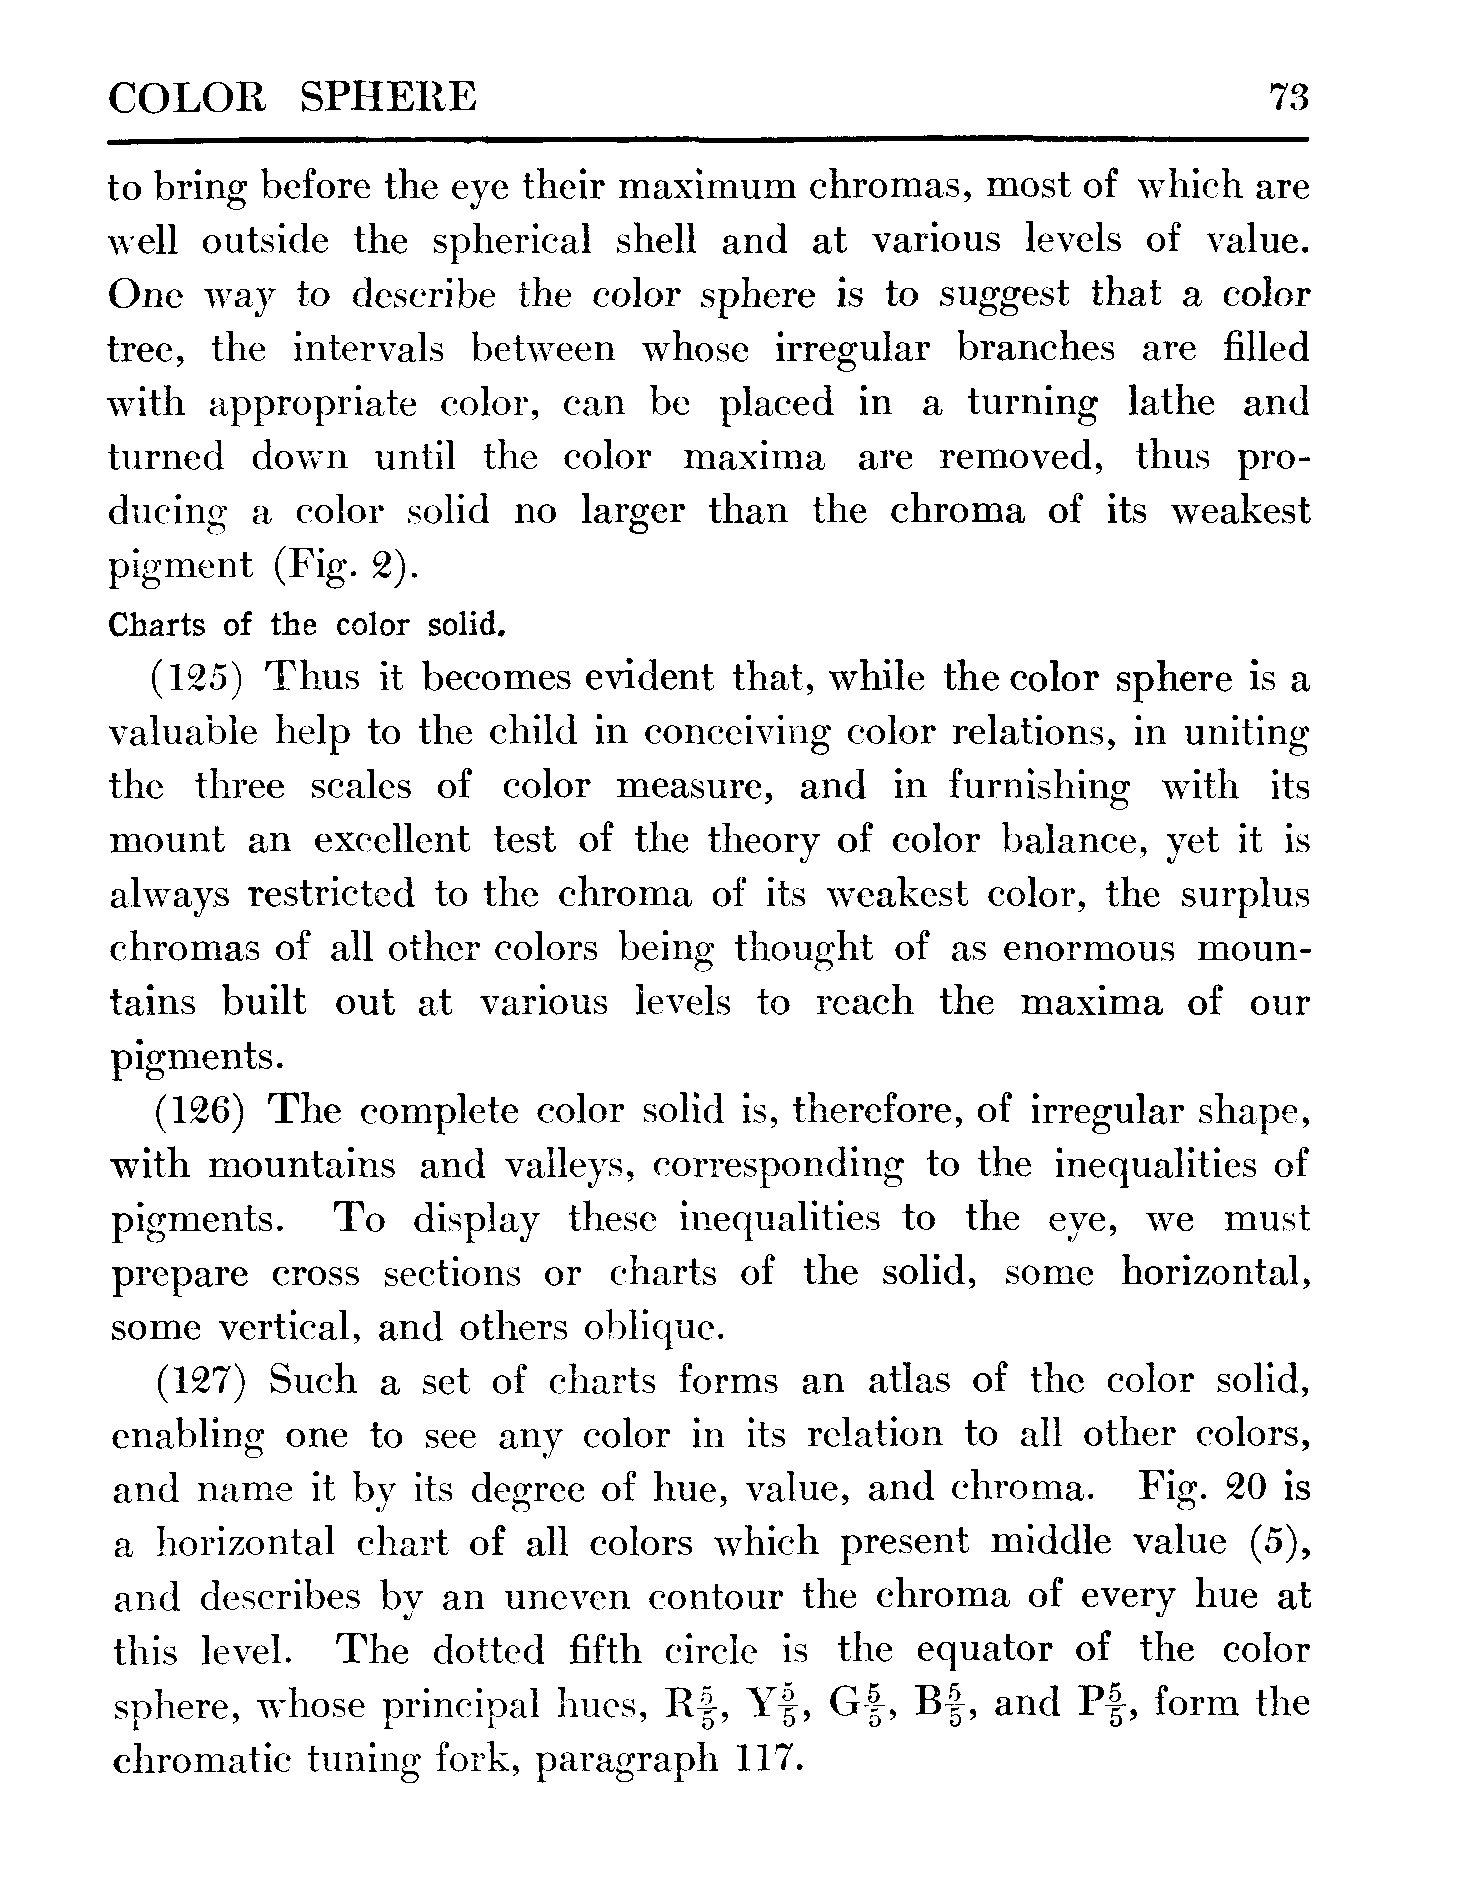 COLOR SPHERE 73
to bring before the eye their maximum chromas, most of which are
well outside the spherical shell and at various levels of value.
One way to describe the color sphere is to suggest that a color
tree, the intervals between whose irregular branches are filled
with appropriate color, can be placed in a turning lathe and
turned down until the color maxima are removed, thus pro-
ducing a color solid no larger than the chroma of its weakest
pigment (Fig. 2).
Charts of the color solid.
(125) Thus it becomes evident that, while the color sphere is a
valuable help to the child in conceiving color relations, in uniting
the three scales of color measure, and in furnishing with its
mount an excellent test of the theory of color balance, yet it is
always restricted to the chroma of its weakest color, the surplus
chromas of all other colors being thought of as enormous moun-
tains built out at various levels to reach the maxima of our
pigments.
(126) The complete color solid is, therefore, of irregular shape,
with mountains and valleys, corresponding to the inequalities of
pigments. To display these inequalities to the eye, we must
prepare cross sections or charts of the solid, some horizontal,
some vertical, and others oblique.
(127) Such a set of charts forms an atlas of the color solid,
enabling one to see any color in its relation to all other colors,
and name it by its degree of hue, value, and chroma. Fig. 20 is
a horizontal chart of all colors which present middle value (5),
and describes by an uneven contour the chroma of every hue at
this level. The dotted fifth circle is the equator of the color
sphere, whose principal hues, R5/5, Y5/5, G5/5, B5/5, and P5/5, form the
chromatic tuning fork, paragraph 117.